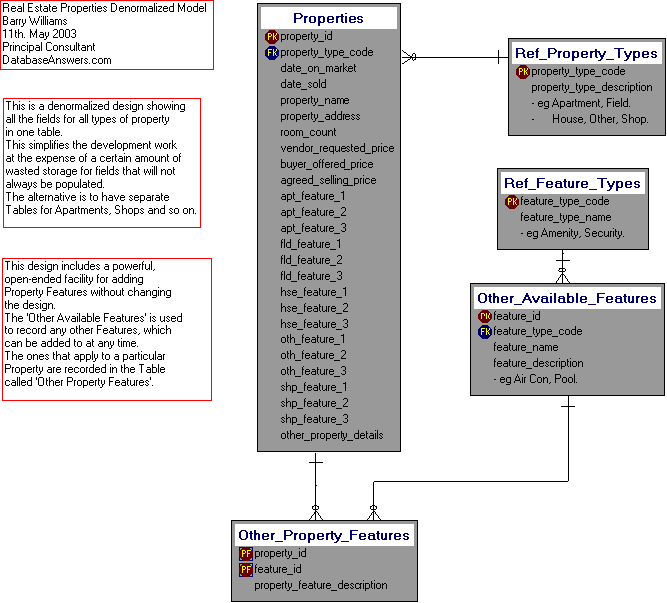 Real Estate Properties Denormalized Model
Barry Williams
11th. May 2003
Principal Consultant
DatabaseAnswers.com
This is a denormalized design showing
all the fields for all types of property
in one table.
This simplifies the development work
at the expense of a certain amount of
wasted storage for fields that will not
always be populated.
The alternative is to have separate
Tables for Apartments, Shops and so on.
This design includes a powerful,
open-ended facility for adding
Property Features without changing
the design.
The 'Other Available Features' is used
to record any other Features, which
can be added to at any time.
The ones that apply to a particular
Property are recorded in the Table
called 'Other Property Features'.
Properties
PK property_id
FK property_type_code
date_on_market
date_sold
property_name
property_address
room_count
vendor_requested_price
buyer_offered_price
agreed_selling_price
apt_feature_1
apt_feature_2
apt_feature_3
fld_feature_1
fld_feature_2
fld_feature_3
hse_feature_1
hse_feature_2
hse_feature_3
oth_feature_1
oth_feature_2
oth_feature_3
shp_feature_1
shp_feature_2
shp_feature_3
other_property_details
Ref_Property_Types
PK property_type_code
property_type_description
- eg Apartment, Field.
- House, Other, Shop.
Ref_Feature_Types
PK feature_type_code
feature_type_name
- eg Amenity, Security.
Other_Available_Features
PK feature_id
FK feature_type_code
feature_name
feature_description
- eg Air Con, Pool.
Other_Property_Features
PF property_id
PF feature_id
property_feature_description